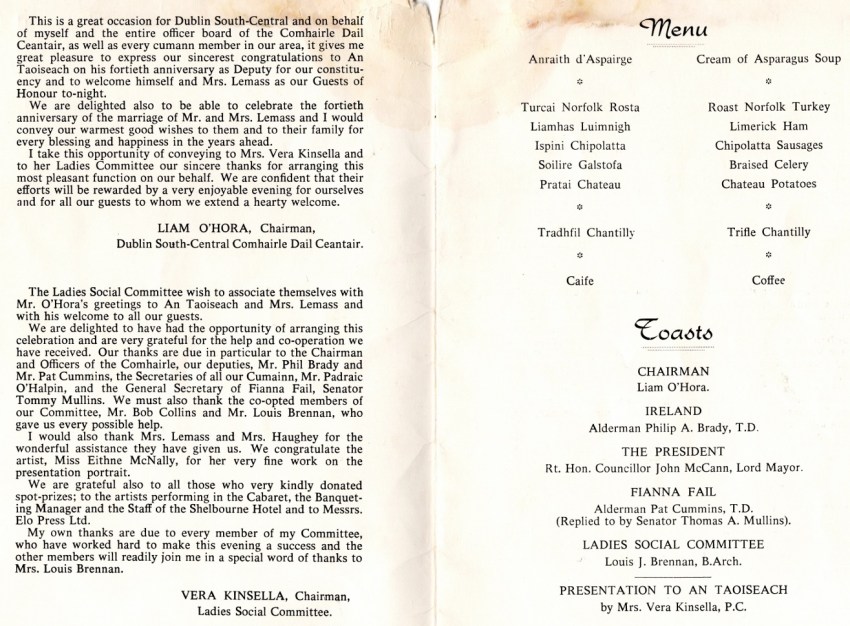 This is a great occasion for Dublin South-Central and on behalf
of myself and the entire officer board of the Comhairle Dail
Ceantair, as well as every cumann member in our area, it gives me
great pleasure to express our sincerest congratulations to An
Taoiseach on his fortieth anniversary as Deputy for our constitu-
ency and to welcome himself and Mrs. Lemass as our Guests of
Honour to-night.
We are delighted also to be able to celebrate the fortieth
anniversary of the marriage of Mr. and Mrs. Lemass and I would
convey our warmest good wishes to them and to their family for
every blessing and happiness in the years ahead.
I take this opportunity of conveying to Mrs. Vera Kinsella and
to her Ladies Committee our sincere thanks for arranging this
most pleasant function on our behalf. We are confident that their
efforts will be rewarded by a very enjoyable evening for ourselves
and for all our guests to whom we extend a hearty welcome.
LIAM O'HORA, Chairman,
Dublin South-Central Comhairle Dail Ceantair.
The Ladies Social Committee wish to associate themselves with
Mr. O'Hora's greetings to An Taoiseach and Mrs. Lemass and
with his welcome to all our guests.
We are delighted to have had the opportunity of arranging this
celebration and are very grateful for the help and co-operation we
have received. Our thanks are due in particular to the Chairman
and Officers of the Comhairle, our deputies, Mr. Phil Brady and
Mr. Pat Cummins, the Secretaries of all our Cumainn, Mr. Padraic
O'Halpin, and the General Secretary of Fianna Fail, Senator
Tommy Mullins. We must also thank the co-opted members of
our Committee, Mr. Bob Collins and Mr. Louis Brennan, who
gave us every possible help.
I would also thank Mrs. Lemass and Mrs. Haughey for the
wonderful assistance they have given us. We congratulate the
artist, Miss Eithne McNally, for her very fine work on the
presentation portrait.
We are grateful also to all those who very kindly donated
spot-prizes; to the artists performing in the Cabaret, the Banquet-
ing Manager and the Staff of the Shelbourne Hotel and to Messrs.
Elo Press Ltd.
My own thanks are due to every member of my Committee,
who have worked hard to make this evening a success and the
other members will readily join me in a special word of thanks to
Mrs. Louis Brennan.
VERA KINSELLA, Chairman,
Ladies Social Committee.
Menu
Anraith d'Aspairge Cream of Asparagus Soup
Turcai Norfolk Rosta Roast Norfolk Turkey
Liamhas Luimnigh Limerick Ham
Ispini Chipolatta Chipolatta Sausages
Soilire Galstofa Braised Celery
Pratai Chateau Chateau Potatoes
Tradhfil Chantilly Trifle Chantilly
Caife Coffee
Toasts
CHAIRMAN
Liam O'Hora.
IRELAND
Alderman Philip A. Brady, T.D.
THE PRESIDENT
Rt. Hon. Councillor John McCann, Lord Mayor.
FIANNA FAIL
Alderman Pat Cummins, T.D.
(Replied to by Senator Thomas A. Mullins).
LADIES SOCIAL COMMITTEE
Louis J. Brennan, B.Arch.
PRESENTATION TO AN TAOISEACH
by Mrs. Vera Kinsella, P.C.